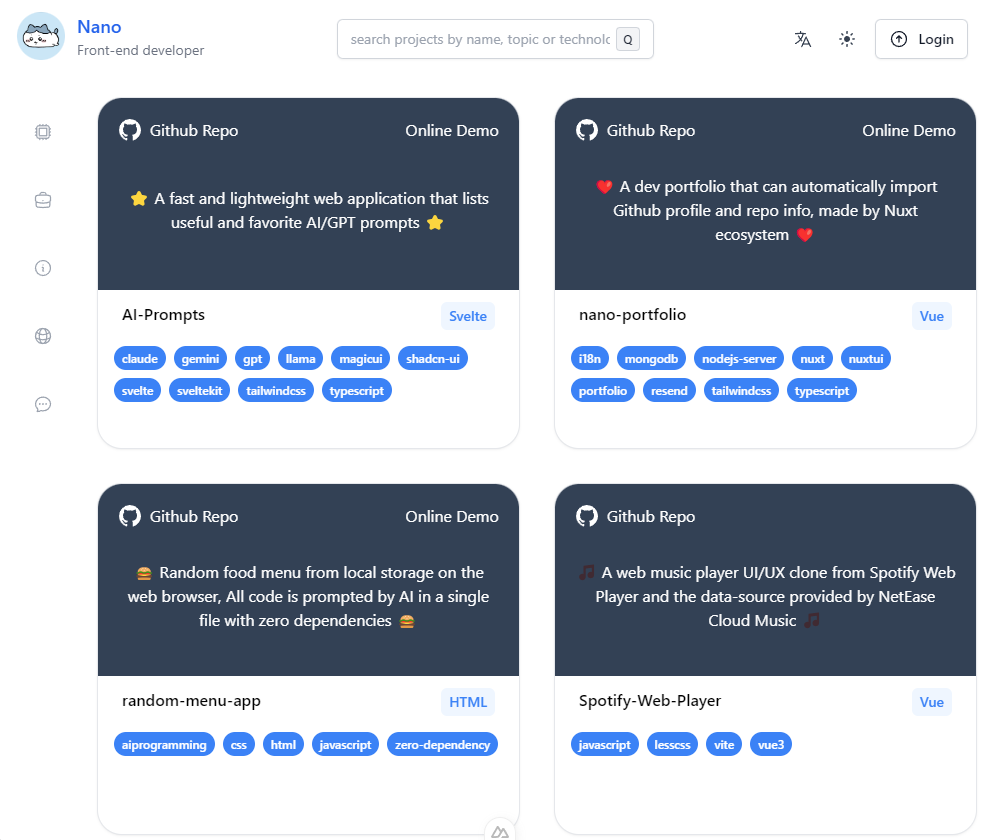 Nano
Front-end developer
search projects by name, topic or technolo
Q
Login
Github Repo
Online Demo
⭐ A fast and lightweight web application that lists
useful and favorite AI/GPT prompts ⭐
AI-Prompts
Svelte
claude gemini gpt llama magicui shadcn-ui
svelte sveltekit tailwindcss typescript
Github Repo
Online Demo
❤️ A dev portfolio that can automatically import
Github profile and repo info, made by Nuxt
ecosystem ❤️
nano-portfolio
Vue
i18n mongodb nodejs-server nuxt nuxtui
portfolio resend tailwindcss typescript
Github Repo
Online Demo
🍔 Random food menu from local storage on the
web browser, All code is prompted by AI in a single
file with zero dependencies 🍔
random-menu-app
HTML
aiprogramming css html javascript zero-dependency
Github Repo
🎵 A web music player UI/UX clone from Spotify Web
Player and the data-source provided by NetEase
Cloud Music 🎵
Spotify-Web-Player
Vue
javascript lesscss vite vue3